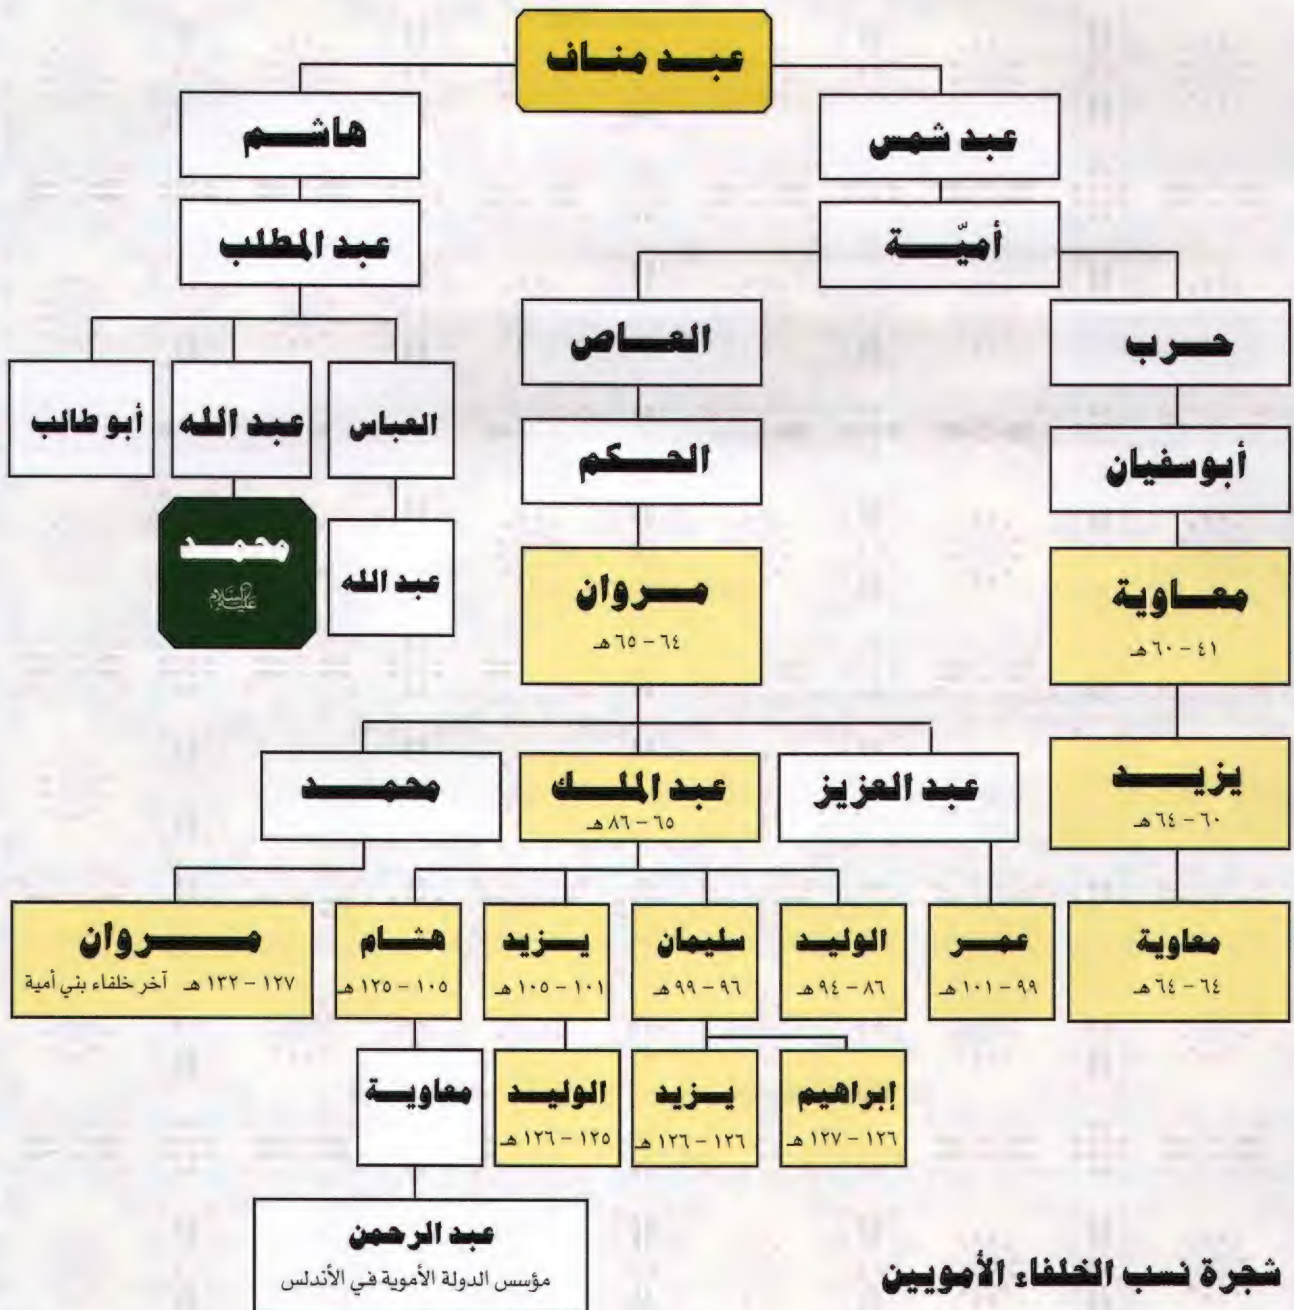 عبد مناف
هاشم
عبد شمس
عبد المطلب
أميّة
العاص
حرب
العباس
عبد الله
أبو طالب
الحكم
أبو سفيان
محمد
عليه السلام
عبد الله
مروان
٦٤ - ٦٥ هـ
معاوية
٤١ - ٦٠ هـ
محمد
عبد الملك
٦٥ - ٨٦ هـ
عبد العزيز
يزيد
٦٠ - ٦٤ هـ
مروان
١٢٧ - ١٣٢ هـ آخر خلفاء بني أمية
هشام
١٠٥ - ١٢٥ هـ
يزيد
١٠١ - ١٠٥ هـ
سليمان
٩٦ - ٩٩ هـ
الوليد
٨٦ - ٩٤ هـ
عمر
٩٩ - ١٠١ هـ
معاوية
٦٤ - ٦٤ هـ
معاوية
الوليد
١٢٥ - ١٢٦ هـ
يزيد
١٢٦ - ١٢٦ هـ
إبراهيم
١٢٦ - ١٢٧ هـ
عبد الرحمن
مؤسس الدولة الأموية في الأندلس
شجرة نسب الخلفاء الأمويين